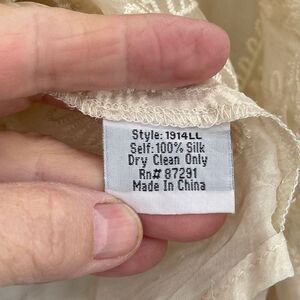 Style: 1914LL
Self: 100% Silk
Dry Clean Only
Rn# 87291
Made In China